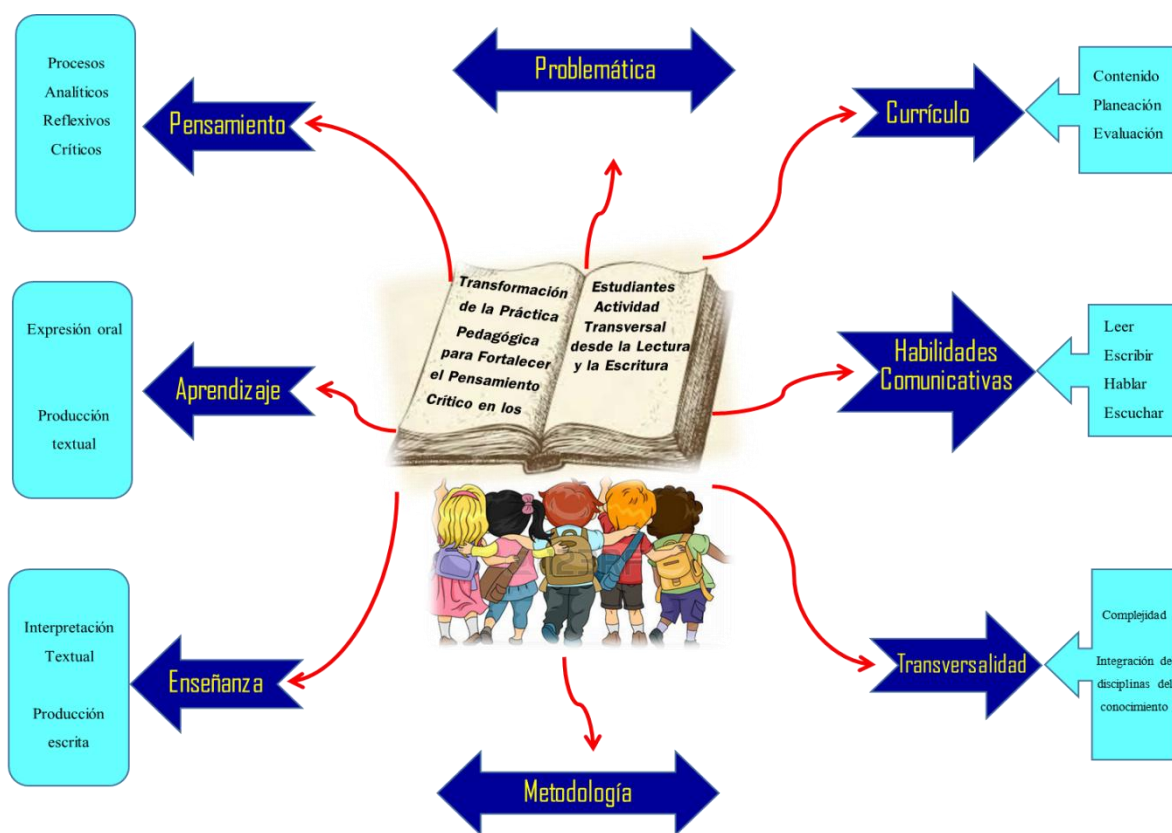 Problemática
Procesos
Analíticos
Reflexivos
Críticos
Pensamiento
Currículo
Contenido
Planeación
Evaluación
Transformación
de la Práctica
Pedagógica
para Fortalecer
el Pensamiento
Crítico en los
Estudiantes
Actividad
Transversal
desde la Lectura
y la Escritura
Expresión oral
Producción
textual
Aprendizaje
Habilidades
Comunicativas
Leer
Escribir
Hablar
Escuchar
Interpretación
Textual
Producción
escrita
Enseñanza
Transversalidad
Complejidad
Integración de
disciplinas del
conocimiento
Metodología